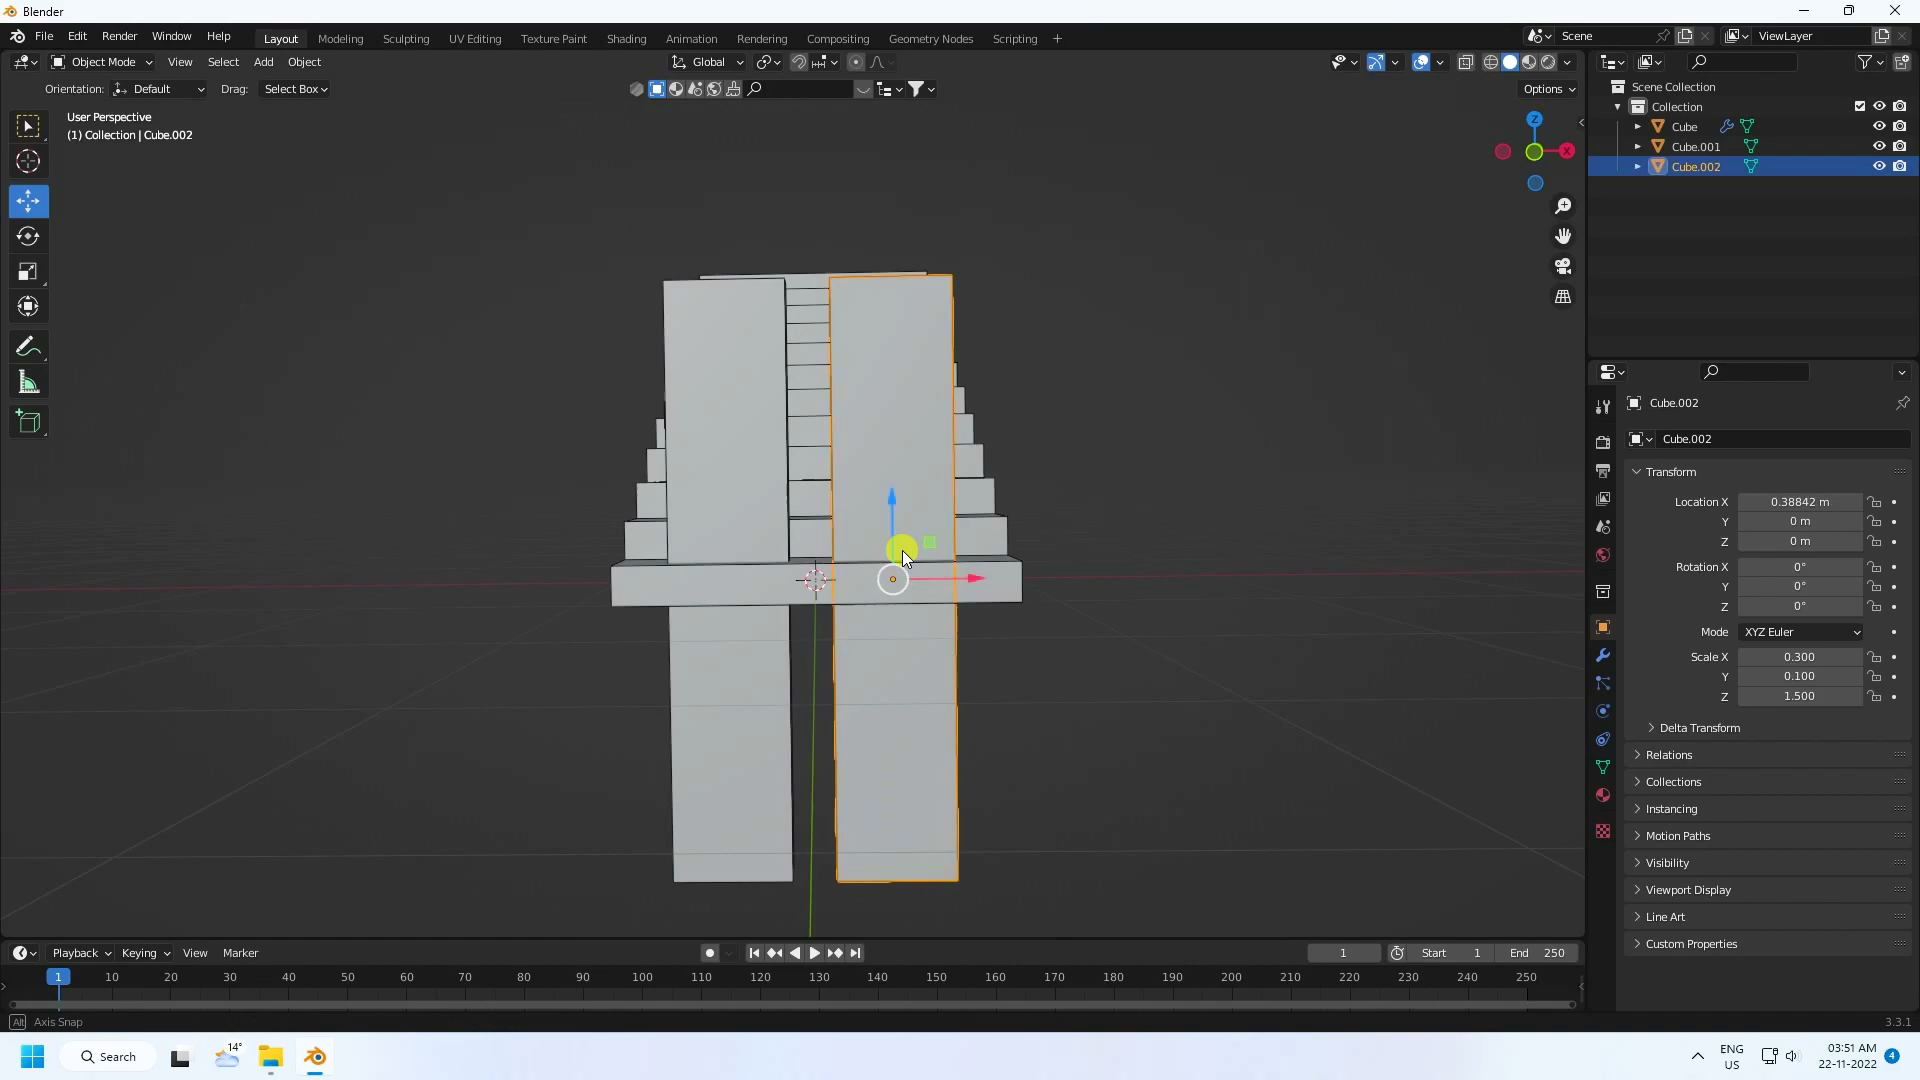 Blender
File Edit Render Window Help
Layout Modeling Sculpting UV Editing Texture Paint Shading Animation Rendering Compositing Geometry Nodes Scripting +
Scene
ViewLayer
Object Mode View Select Add Object
Global
Orientation: Default Drag: Select Box
Options
User Perspective
(1) Collection | Cube.002
Z
X
Scene Collection
Collection
Cube
Cube.001
Cube.002
Cube.002
Cube.002
Transform
Location X 0.38842 m
Y 0 m
Z 0 m
Rotation X 0°
Y 0°
Z 0°
Mode XYZ Euler
Scale X 0.300
Y 0.100
Z 1.500
Delta Transform
Relations
Collections
Instancing
Motion Paths
Visibility
Viewport Display
Line Art
Custom Properties
Playback Keying View Marker
1 Start 1 End 250
1 10 20 30 40 50 60 70 80 90 100 110 120 130 140 150 160 170 180 190 200 210 220 230 240 250
Alt Axis Snap
3.3.1
Search
14°
ENG
US
03:51 AM
22-11-2022
4